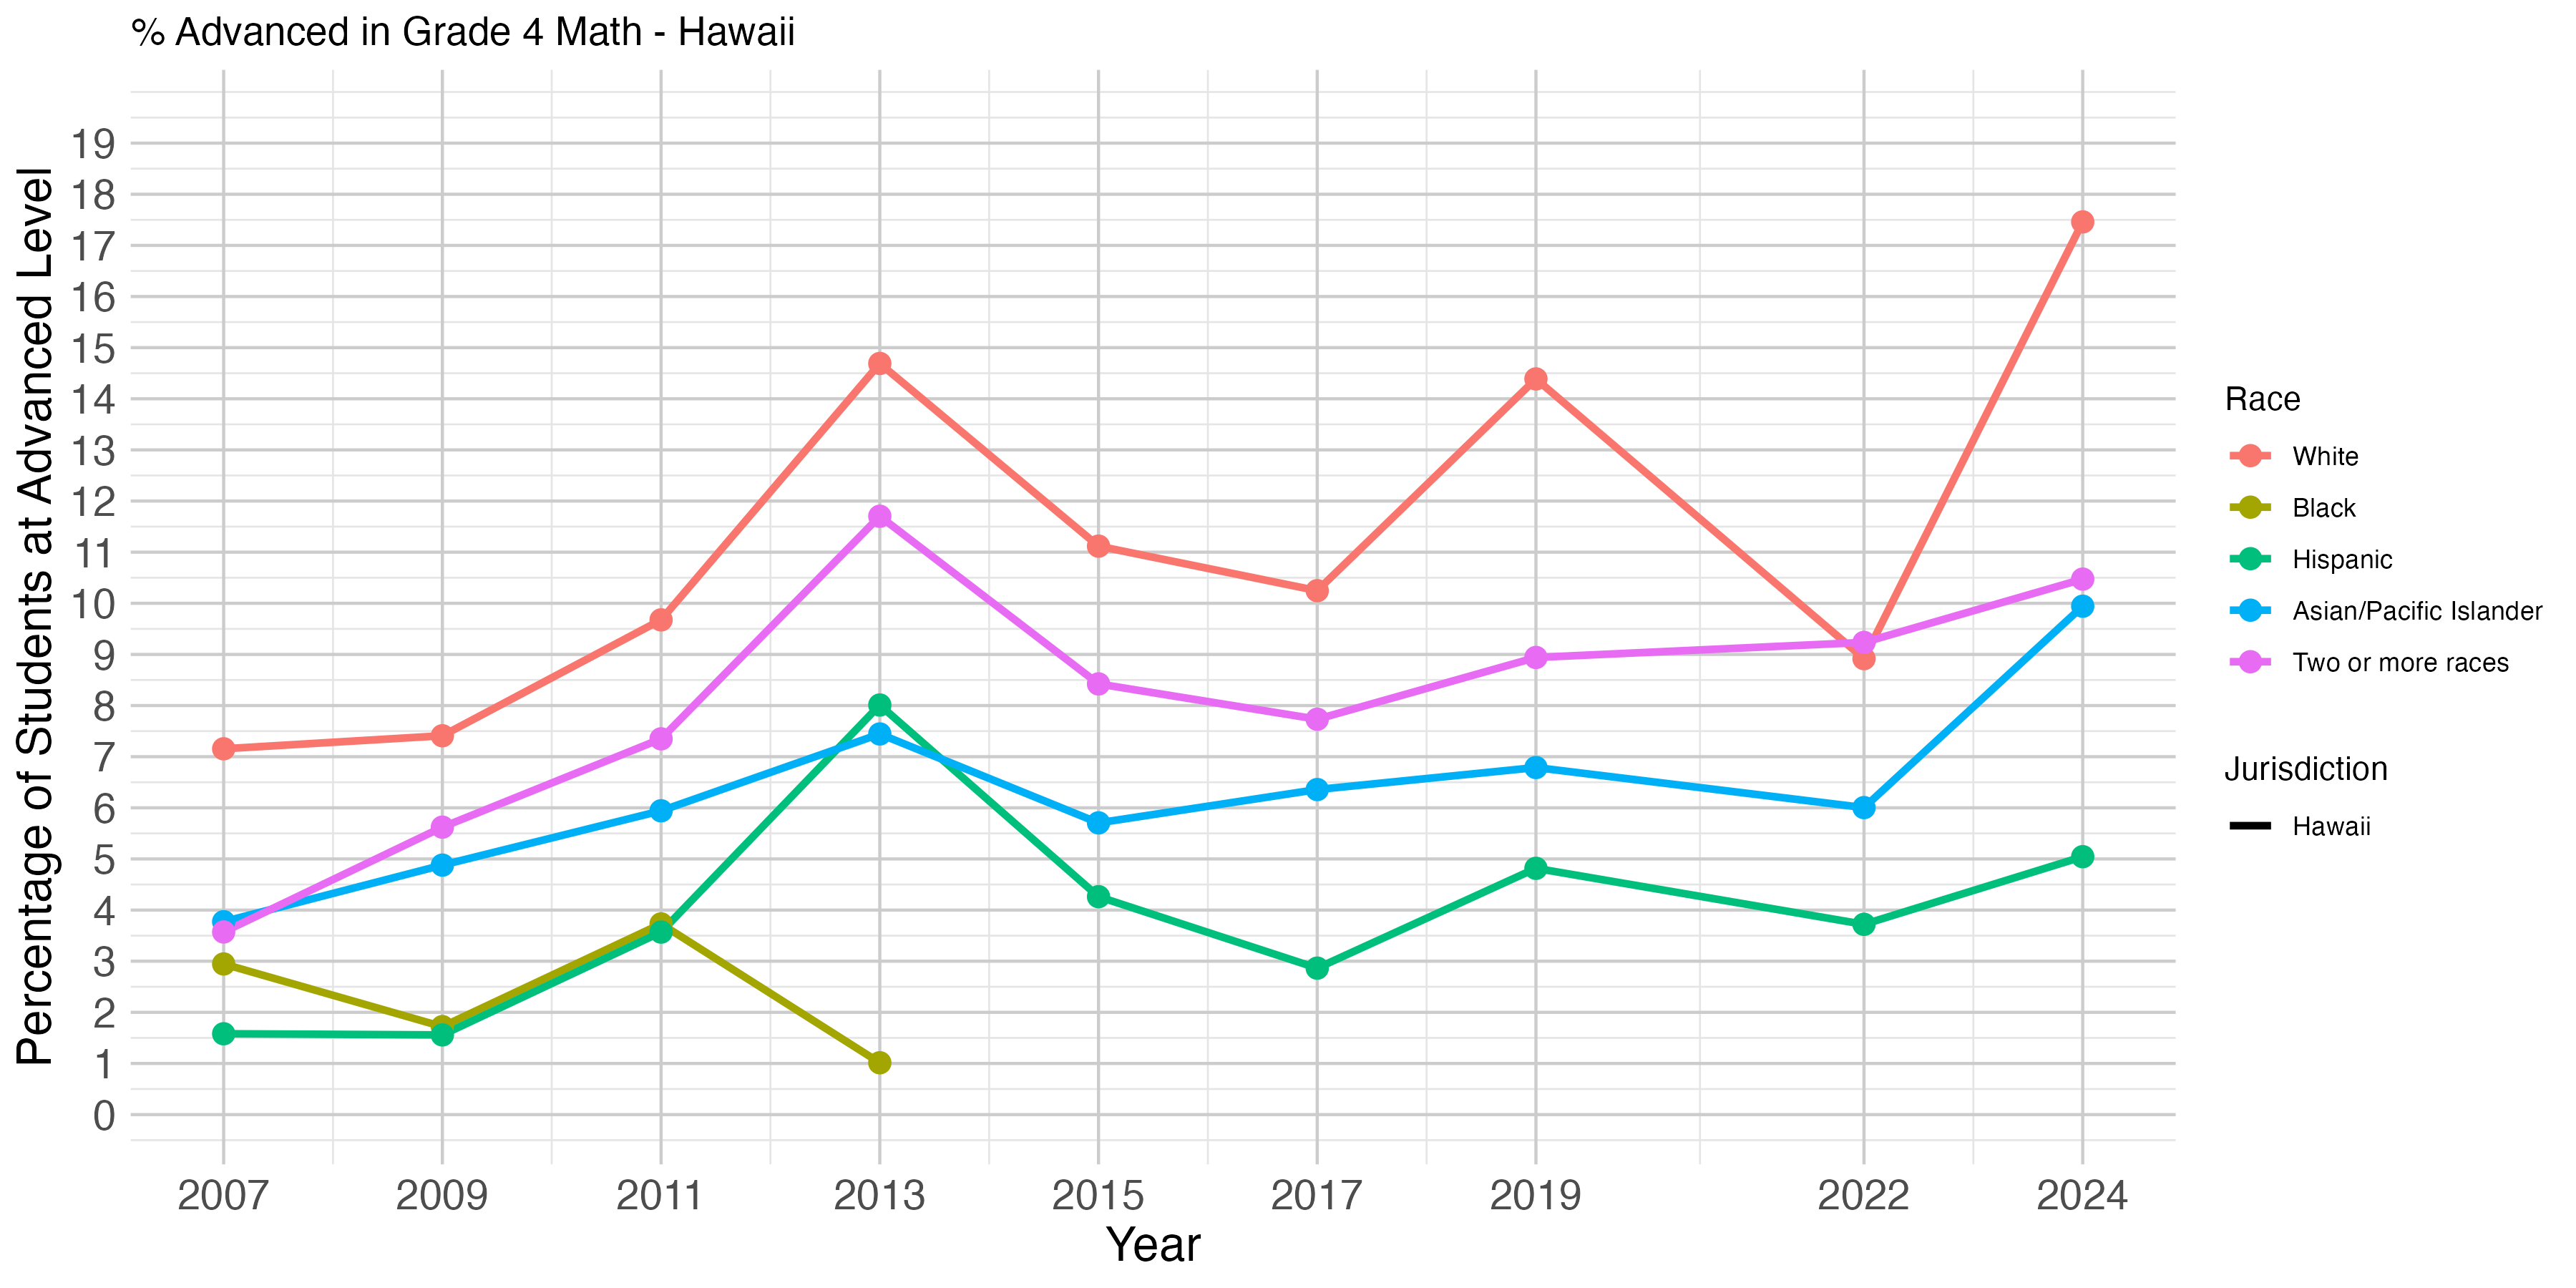 % Advanced in Grade 4 Math - Hawaii
Percentage of Students at Advanced Level
19
18
17
16
15
14
13
12
11
10
9
8
7
6
5
4
3
2
1
0
2007 2009 2011 2013 2015 2017 2019 2022 2024
Year
Race
White
Black
Hispanic
Asian/Pacific Islander
Two or more races
Jurisdiction
Hawaii